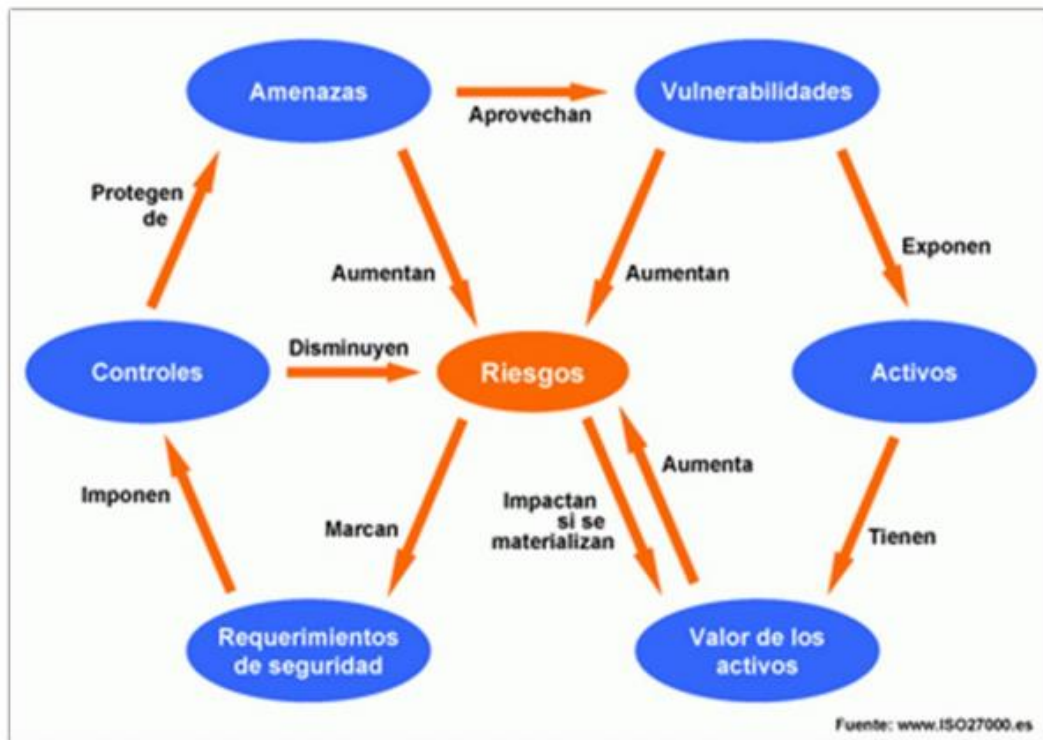 Amenazas
Aprovechan
Vulnerabilidades
Protegen
de
Aumentan
Aumentan
Exponen
Controles
Disminuyen
Riesgos
Activos
Imponen
Marcan
Impactan
si se
materializan
Aumenta
Tienen
Requerimientos
de seguridad
Valor de los
activos
Fuente: www.ISO27000.es